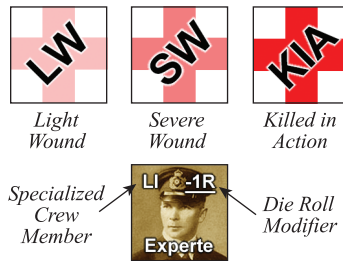 LW
SW
KIA
Light
Wound
Severe
Wound
Killed in
Action
Specialized
Crew
Member
LI -1R
Experte
Die Roll
Modifier